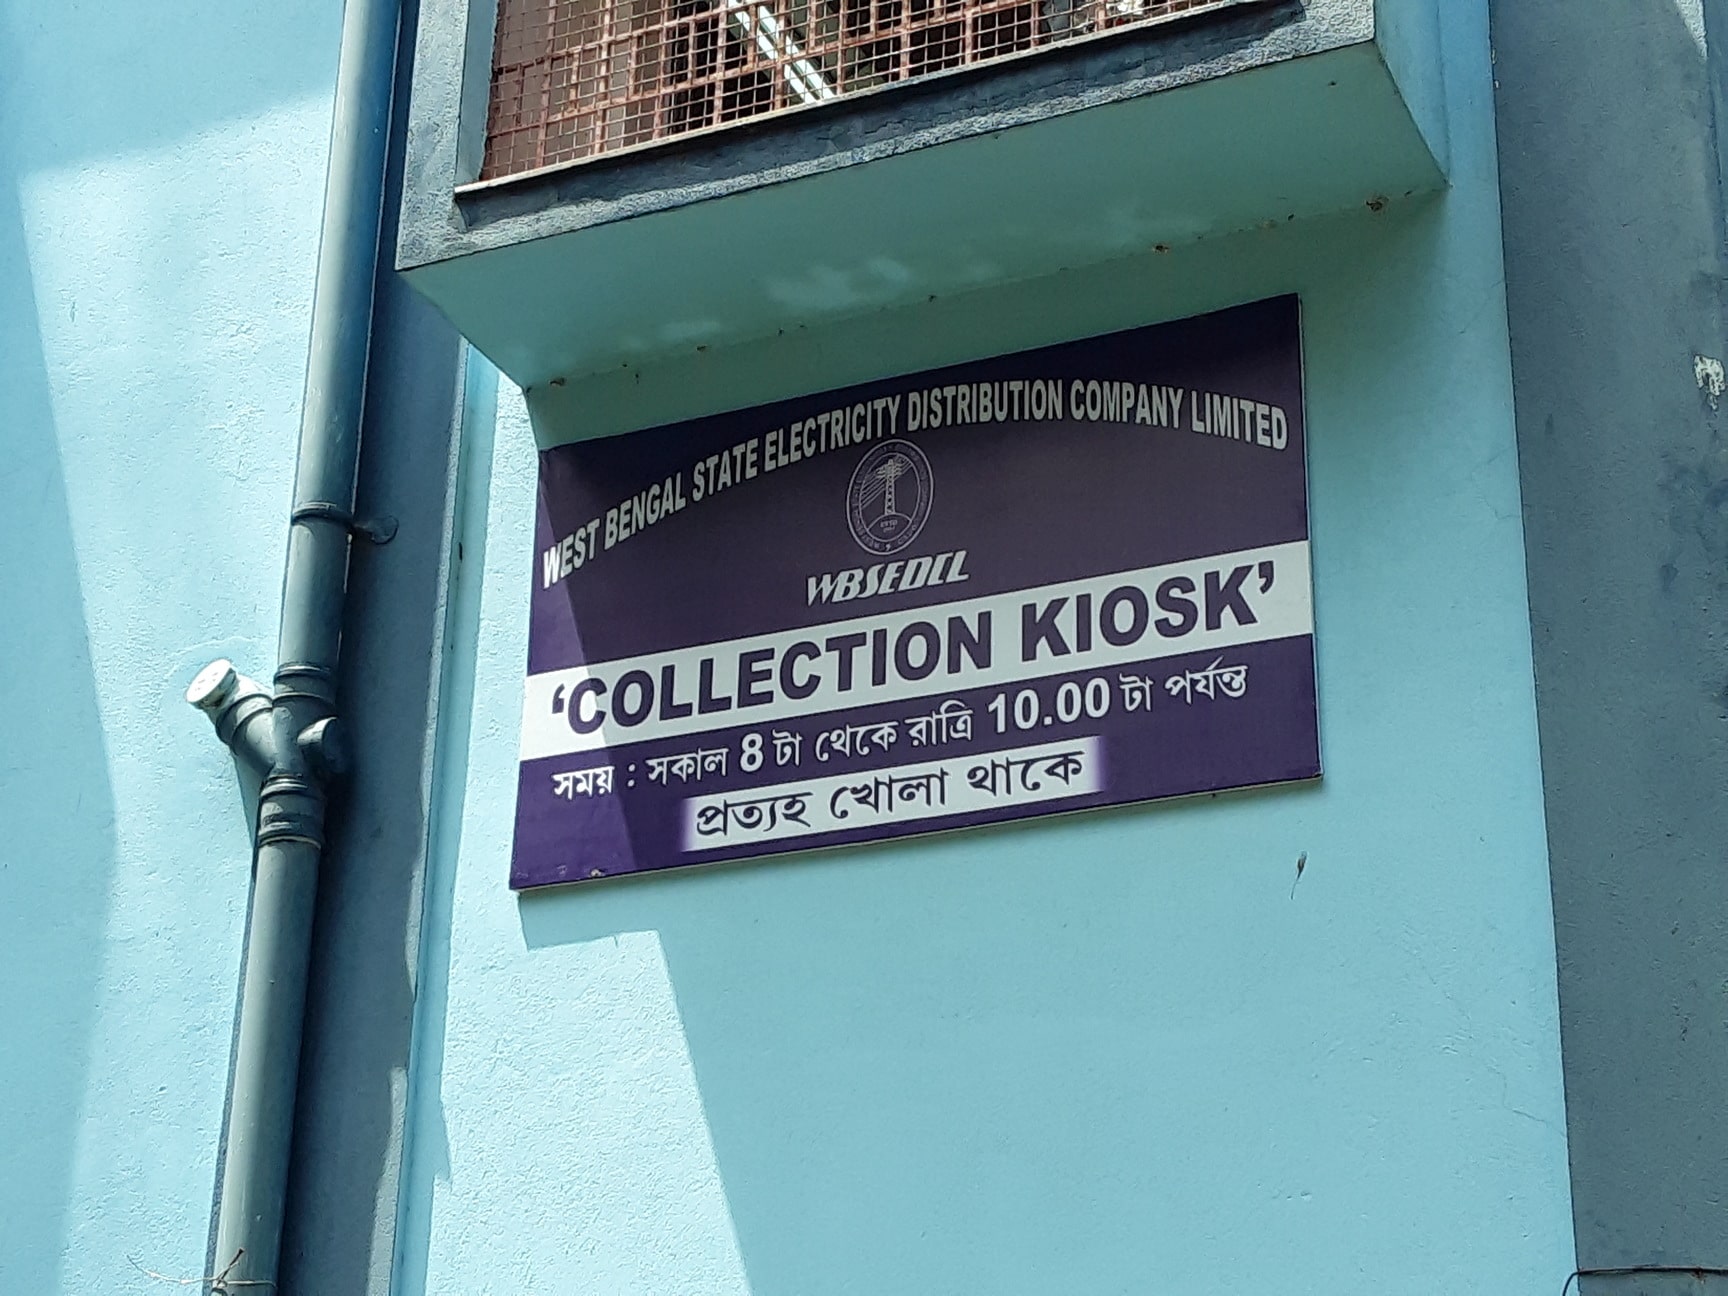 WEST BENGAL STATE ELECTRICITY DISTRIBUTION COMPANY LIMITED
WBSEDCL
‘COLLECTION KIOSK’
সময় : সকাল 8 টা থেকে রাত্রি 10.00 টা পর্যন্ত
প্রত্যহ খোলা থাকে